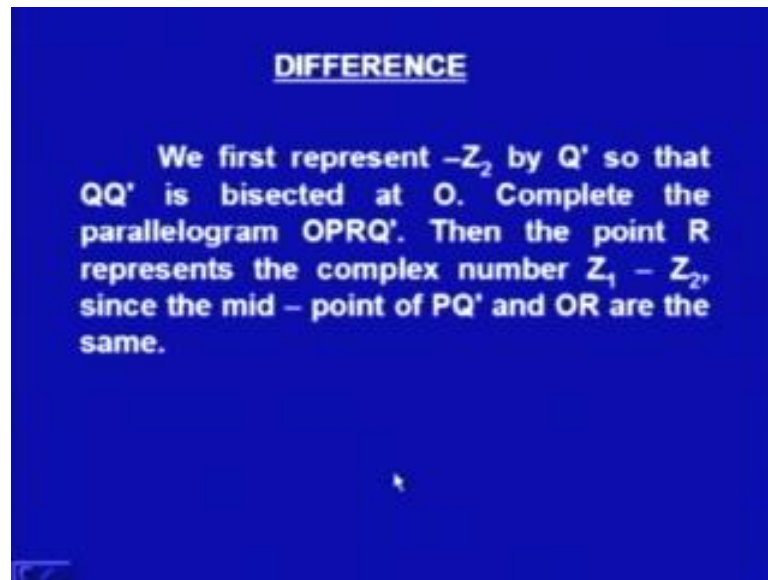 DIFFERENCE
We first represent –Z₂ by Q' so that
QQ' is bisected at O. Complete the
parallelogram OPRQ'. Then the point R
represents the complex number Z₁ – Z₂,
since the mid – point of PQ' and OR are the
same.